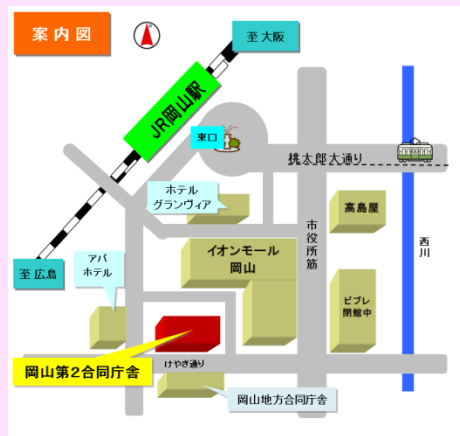 案内図
至大阪
JR岡山駅
東口
桃太郎大通り
ホテル
グランヴィア
高島屋
市役所筋
西川
イオンモール
岡山
アパ
ホテル
至広島
ビブレ
閉館中
岡山第2合同庁舎
けやき通り
岡山地方合同庁舎